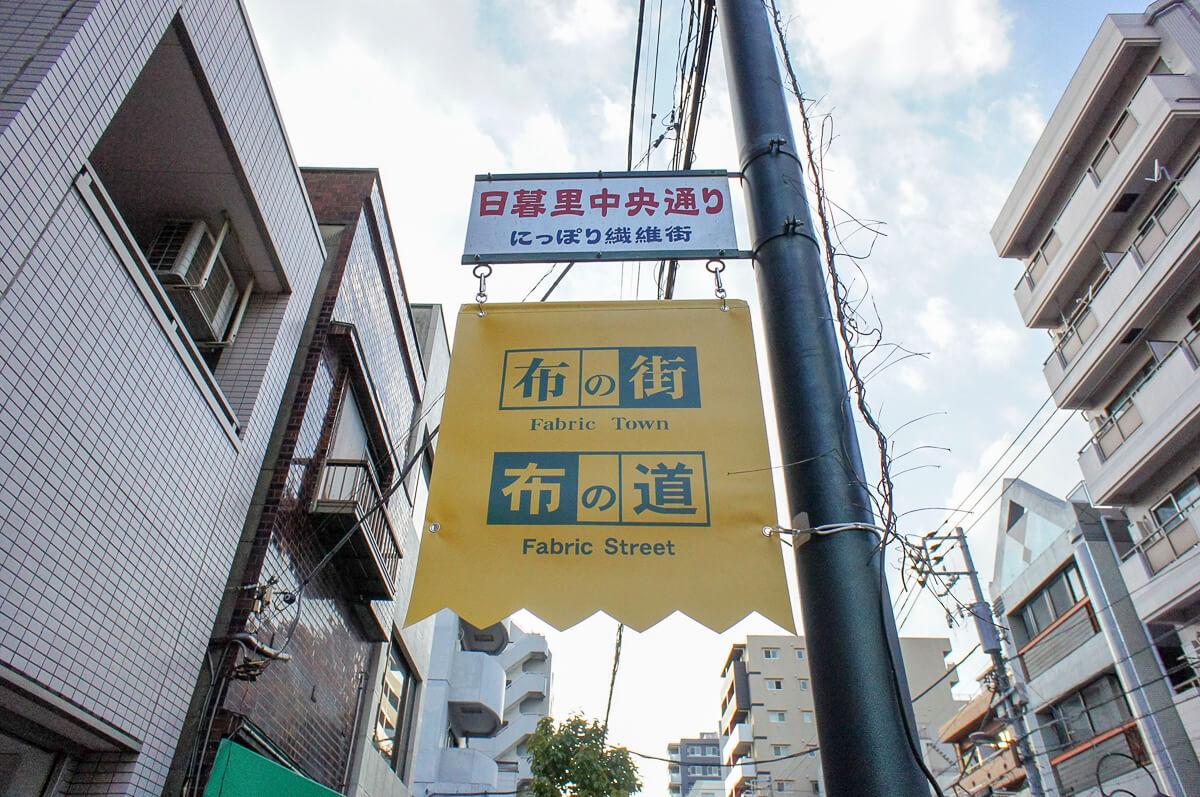 日暮里中央通り
にっぽり繊維街
布の街
Fabric Town
布の道
Fabric Street